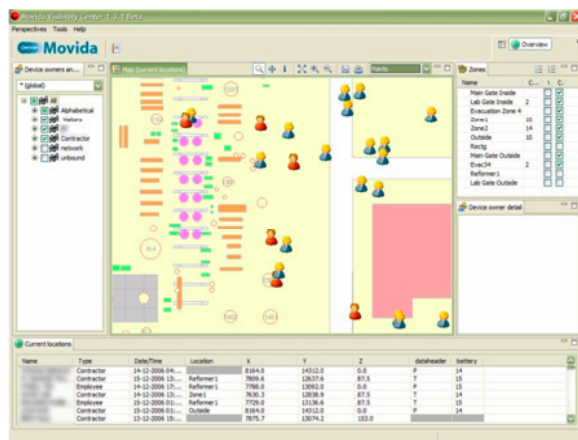 Movida Visibility Center 1.3.1 Beta
Perspectives Tools Help
Movida
Overview
Device owners an...
* (global)
All
Alphabetical
Visitors
Contractor
network
unbound
Map (current locations)
Points
Zones
Name C... V C...
Main Gate Inside
Lab Gate Inside 2
Evacuation Zone 4
Zone1 10
Zone2 14
Outside 10
Rectg
Main Gate Outside
Evac34 2
Reformer1
Lab Gate Outside
Device owner detail
Current locations
Name Type Date/Time Location X Y Z dataheader battery
Contractor 14-12-2006 04:... 8164.0 14312.0 0.0 P 14
Contractor 15-12-2006 13:... Reformer1 7809.6 12637.6 87.5 T 15
Employee 14-12-2006 03:... Reformer1 7788.0 13092.0 0.0 P 15
Contractor 14-12-2006 03:... Zone1 7630.3 12838.9 87.5 T 14
Employee 15-12-2006 01:... Reformer1 7729.0 13136.6 87.5 T 15
Contractor 15-12-2006 01:... Outside 8164.0 14312.0 0.0 P 14
Contractor 15-12-2006 13:... 7875.7 13074.2 153.0